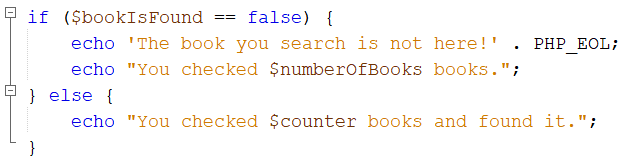 if ($bookIsFound == false) {
    echo 'The book you search is not here!' . PHP_EOL;
    echo "You checked $numberOfBooks books.";
} else {
    echo "You checked $counter books and found it.";
}